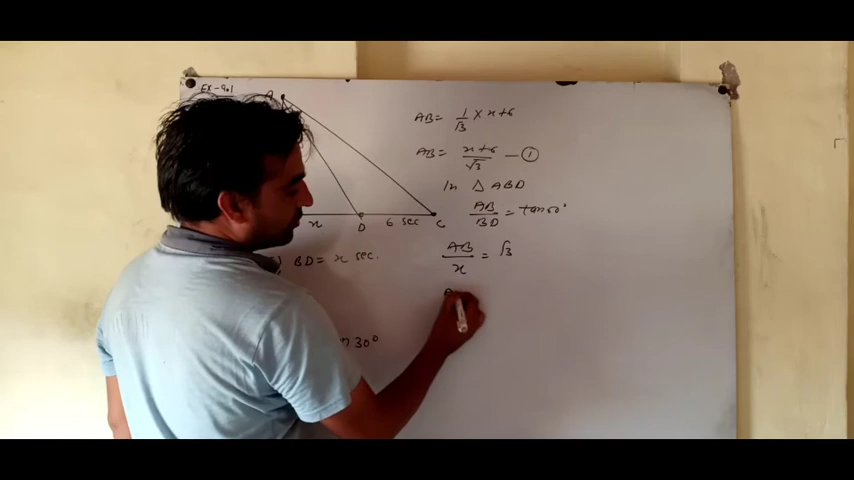 EX-9.1
A
x
D
6 sec
C
BD = x sec.
30°
AB = 1/√3 × x+6
AB = x+6/√3 — ①
In △ ABD
AB/BD = tan60°
AB/x = √3